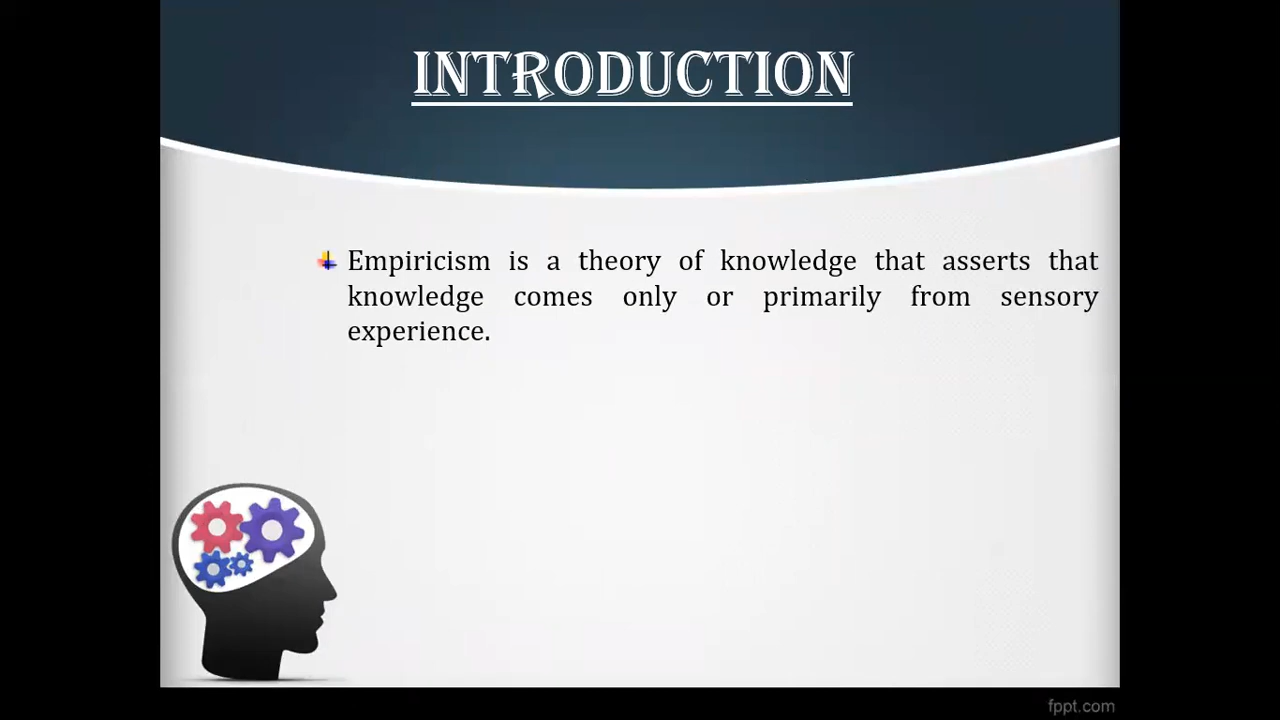 INTRODUCTION
Empiricism is a theory of knowledge that asserts that
knowledge comes only or primarily from sensory
experience.
fppt.com